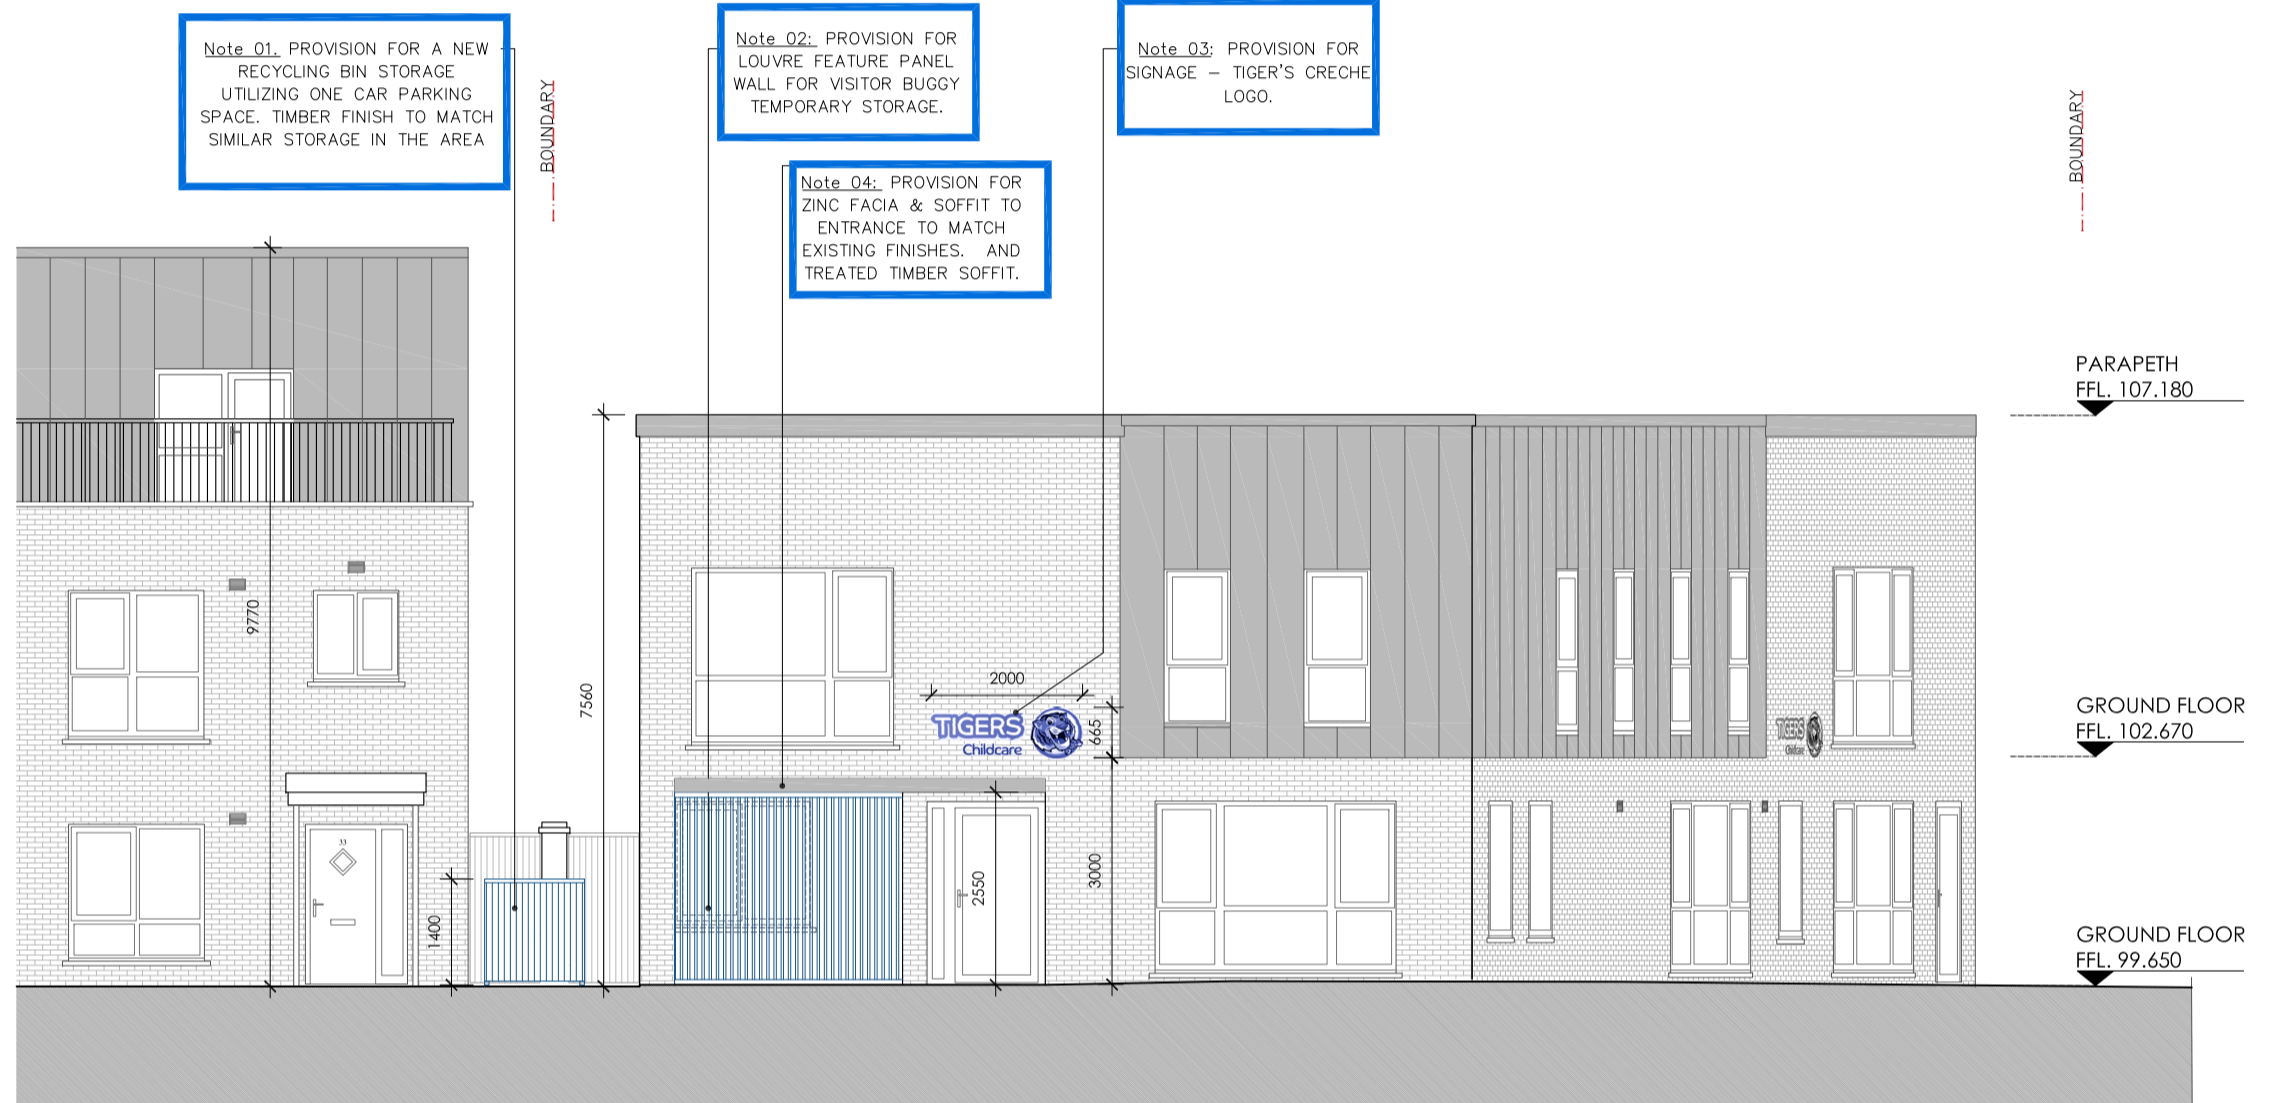 Note 01. PROVISION FOR A NEW
RECYCLING BIN STORAGE
UTILIZING ONE CAR PARKING
SPACE. TIMBER FINISH TO MATCH
SIMILAR STORAGE IN THE AREA
BOUNDARY
Note 02: PROVISION FOR
LOUVRE FEATURE PANEL
WALL FOR VISITOR BUGGY
TEMPORARY STORAGE.
Note 03: PROVISION FOR
SIGNAGE – TIGER'S CRECHE
LOGO.
Note 04: PROVISION FOR
ZINC FACIA & SOFFIT TO
ENTRANCE TO MATCH
EXISTING FINISHES. AND
TREATED TIMBER SOFFIT.
BOUNDARY
PARAPETH
FFL. 107.180
9770
7560
2000
TIGERS
Childcare
665
TIGERS
Childcare
GROUND FLOOR
FFL. 102.670
33
1400
2550
3000
GROUND FLOOR
FFL. 99.650